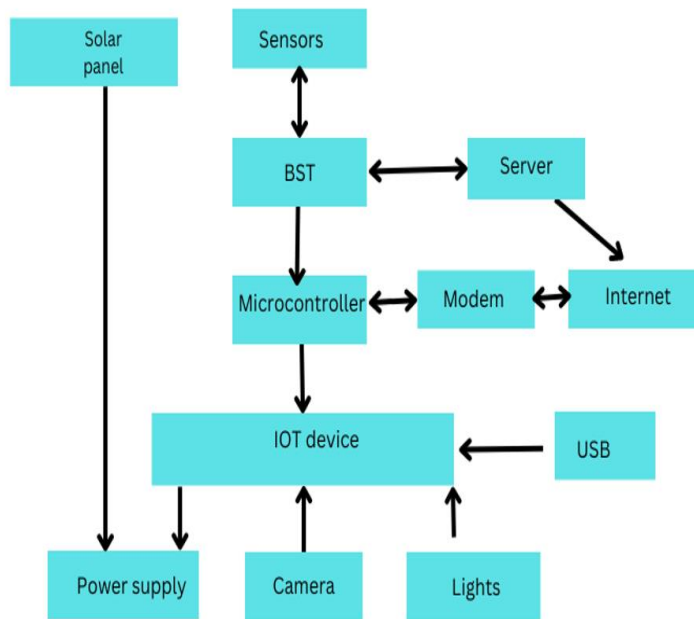 Solar
panel
Sensors
BST
Server
Microcontroller
Modem
Internet
IOT device
USB
Power supply
Camera
Lights